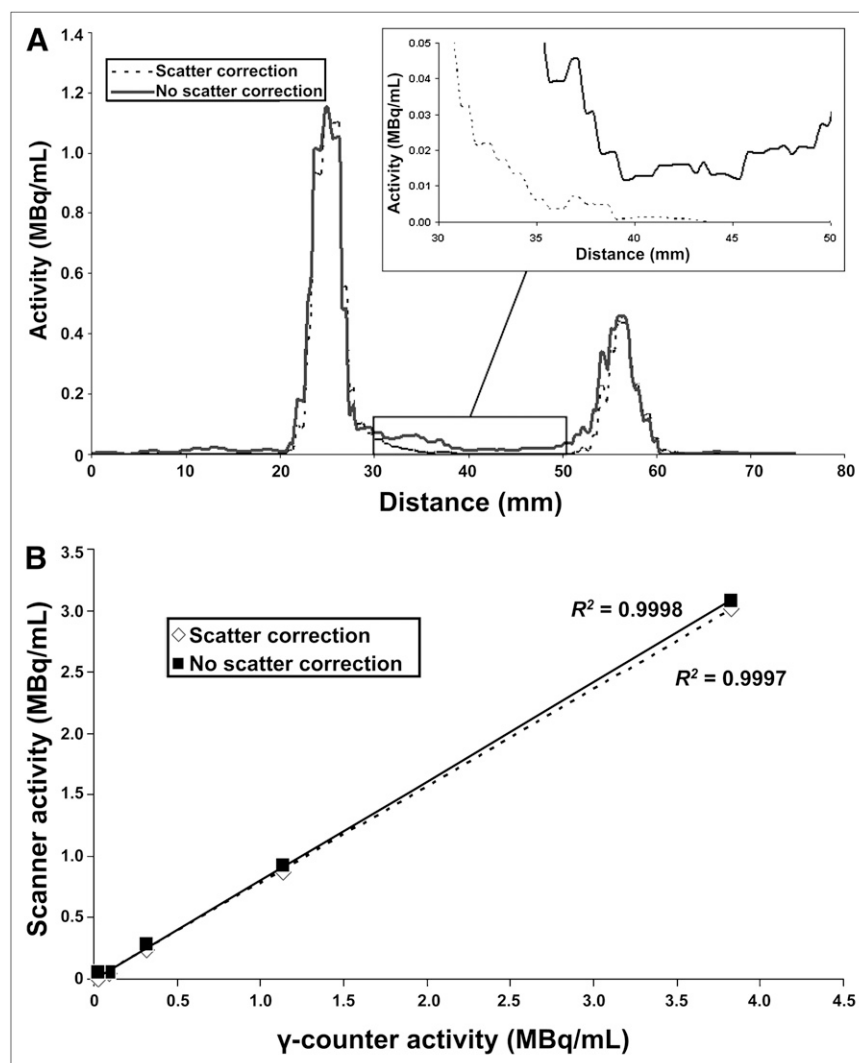 A
Scatter correction
No scatter correction
Activity (MBq/mL)
1.4
1.2
1.0
0.8
0.6
0.4
0.2
0
0 10 20 30 40 50 60 70 80
Distance (mm)
Activity (MBq/mL)
0.05
0.04
0.03
0.02
0.01
0.00
30 35 40 45 50
Distance (mm)
B
Scatter correction
No scatter correction
Scanner activity (MBq/mL)
3.5
3.0
2.5
2.0
1.5
1.0
0.5
0
R² = 0.9998
R² = 0.9997
0 0.5 1.0 1.5 2.0 2.5 3.0 3.5 4.0 4.5
γ-counter activity (MBq/mL)